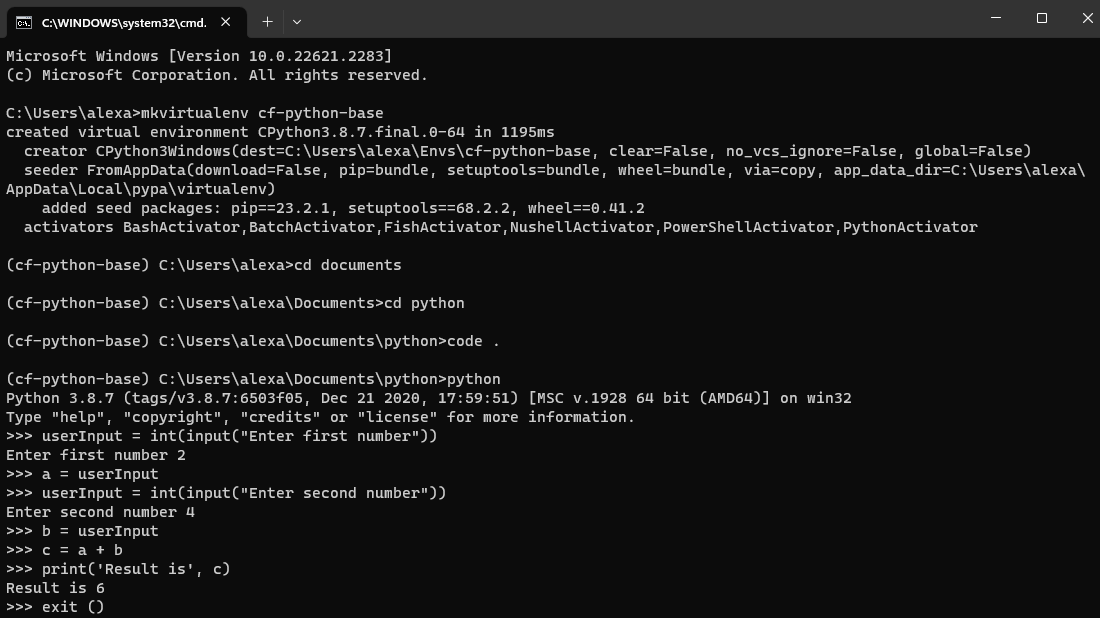 C:\WINDOWS\system32\cmd.
Microsoft Windows [Version 10.0.22621.2283]
(c) Microsoft Corporation. All rights reserved.
C:\Users\alexa>mkvirtualenv cf-python-base
created virtual environment CPython3.8.7.final.0-64 in 1195ms
  creator CPython3Windows(dest=C:\Users\alexa\Envs\cf-python-base, clear=False, no_vcs_ignore=False, global=False)
  seeder FromAppData(download=False, pip=bundle, setuptools=bundle, wheel=bundle, via=copy, app_data_dir=C:\Users\alexa\
AppData\Local\pypa\virtualenv)
    added seed packages: pip==23.2.1, setuptools==68.2.2, wheel==0.41.2
  activators BashActivator,BatchActivator,FishActivator,NushellActivator,PowerShellActivator,PythonActivator
(cf-python-base) C:\Users\alexa>cd documents
(cf-python-base) C:\Users\alexa\Documents>cd python
(cf-python-base) C:\Users\alexa\Documents\python>code .
(cf-python-base) C:\Users\alexa\Documents\python>python
Python 3.8.7 (tags/v3.8.7:6503f05, Dec 21 2020, 17:59:51) [MSC v.1928 64 bit (AMD64)] on win32
Type "help", "copyright", "credits" or "license" for more information.
>>> userInput = int(input("Enter first number"))
Enter first number 2
>>> a = userInput
>>> userInput = int(input("Enter second number"))
Enter second number 4
>>> b = userInput
>>> c = a + b
>>> print('Result is', c)
Result is 6
>>> exit ()